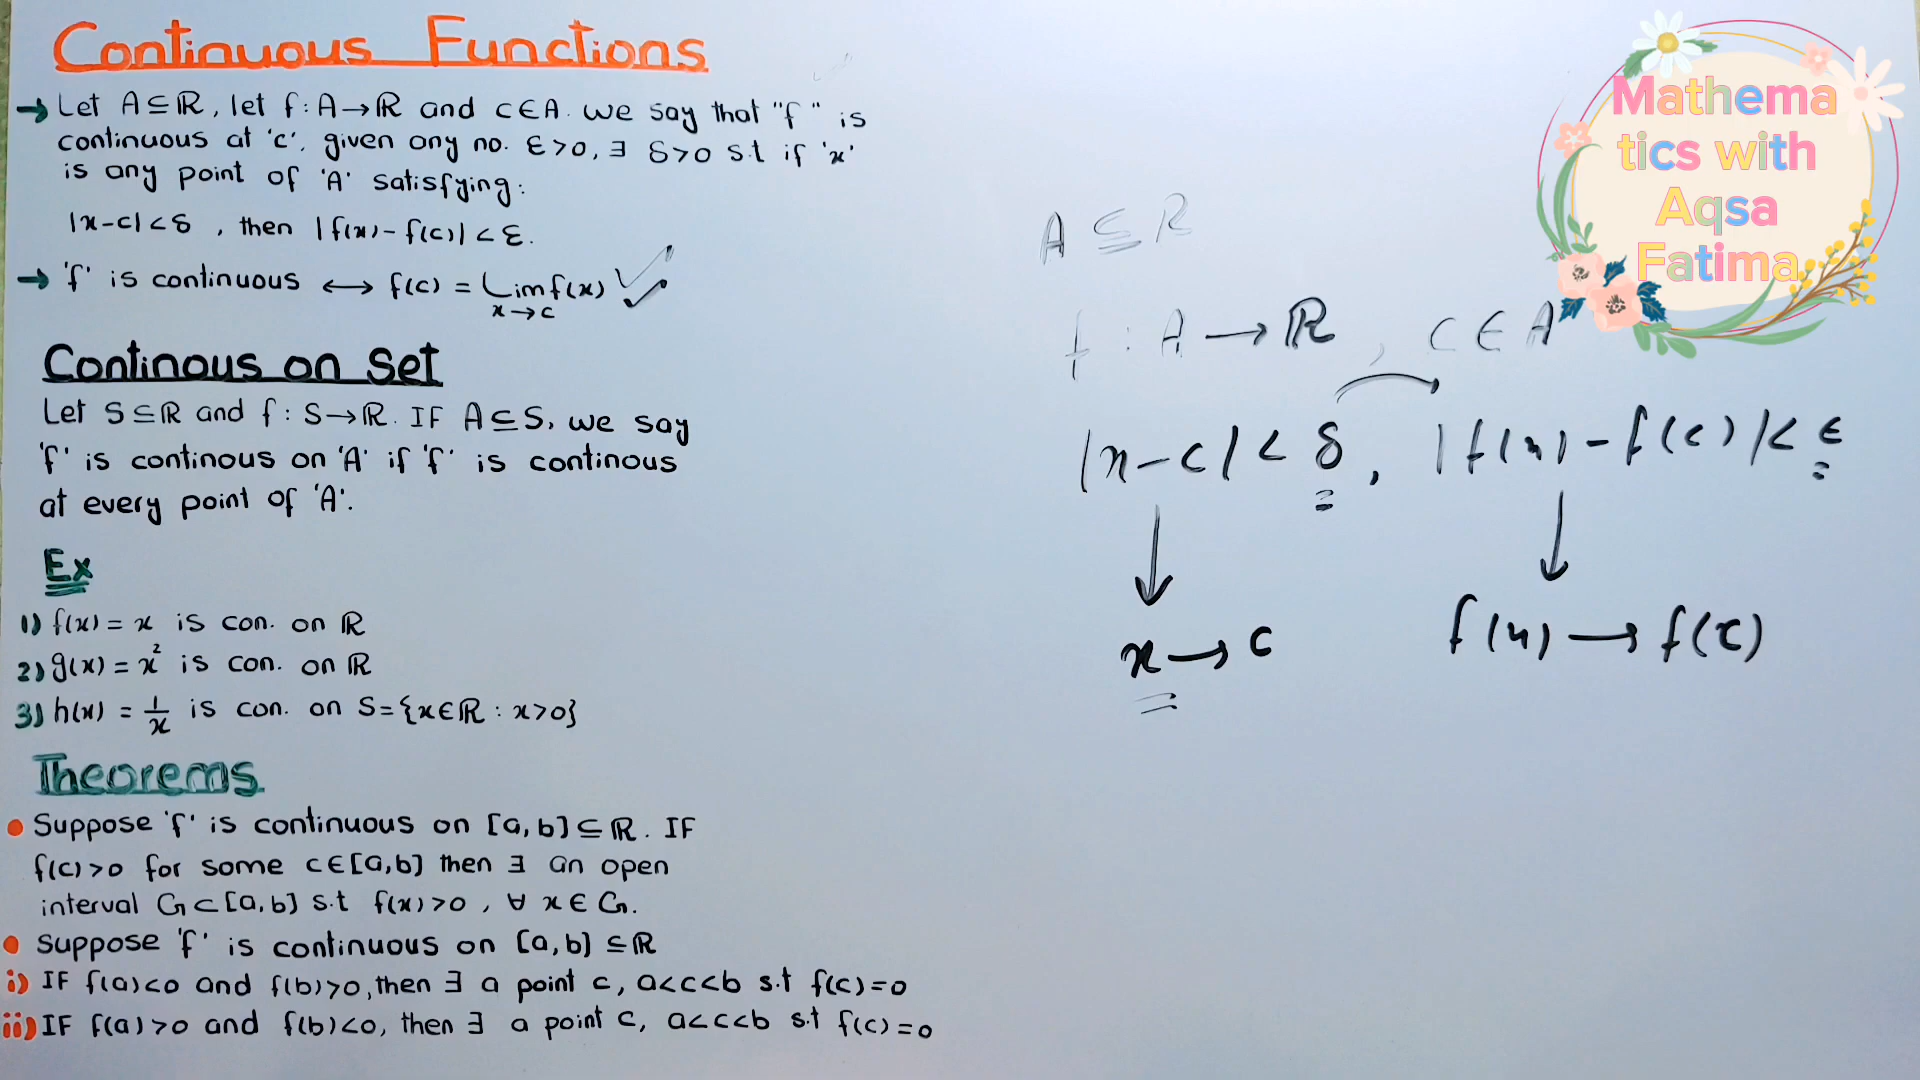 Continuous Functions
→ Let A⊆ℝ, let f:A→ℝ and c∈A. we say that "f" is
continuous at 'c', given any no. ε>0, ∃ δ>0 s.t if 'x'
is any point of 'A' satisfying:
|x-c|<δ , then |f(x)-f(c)|<ε.
→ 'f' is continuous ⟷ f(c) = Lim f(x) ✓
x→c
Continous on set
Let S⊆ℝ and f: S→ℝ. IF A⊆S, we say
'f' is continous on 'A' if 'f' is continous
at every point of 'A'.
Ex
1) f(x) = x is con. on ℝ
2) g(x) = x² is con. on ℝ
3) h(x) = 1/x is con. on S={x∈ℝ : x>0}
Theorems
• Suppose 'f' is continuous on [a,b]⊆ℝ. IF
f(c)>0 for some c∈[a,b] then ∃ an open
interval G⊂[a,b] s.t f(x)>0 , ∀ x∈G.
• Suppose 'f' is continuous on [a,b] ⊆ℝ
i) IF f(a)<0 and f(b)>0, then ∃ a point c, a<c<b s.t f(c)=0
ii) IF f(a)>0 and f(b)<0, then ∃ a point c, a<c<b s.t f(c)=0
A ⊆ R
f : A → ℝ , c ∈ A
|x-c| < δ , |f(x)-f(c)|< ε
↓ ↓
x → c f(x) → f(c)
Mathema
tics with
Aqsa
Fatima